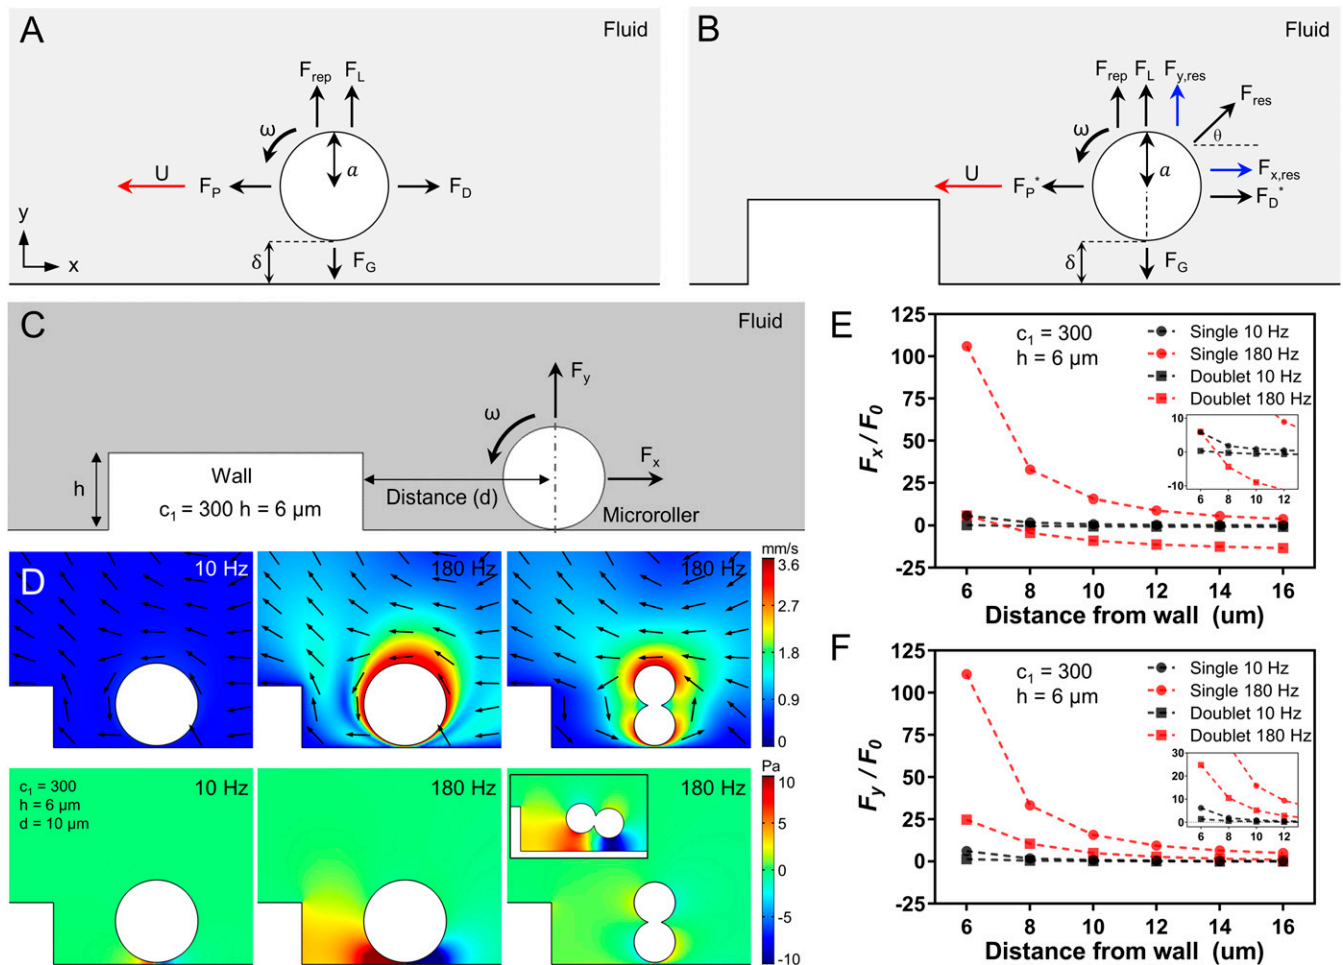 A
Fluid
F_rep F_L
ω
a
U
F_P
F_D
y
x
δ
F_G
B
Fluid
F_rep F_L F_y,res
F_res
ω
θ
a
U
F_P*
F_x,res
F_D*
δ
F_G
C
Fluid
F_y
ω
F_x
h
Wall
c₁ = 300 h = 6 µm
Distance (d)
Microroller
D
10 Hz
180 Hz
180 Hz
mm/s
3.6
2.7
1.8
0.9
0
c₁ = 300
h = 6 µm
d = 10 µm
10 Hz
180 Hz
180 Hz
Pa
10
5
0
-5
-10
E
F_x / F_0
125
100
75
50
25
0
-25
c₁ = 300
h = 6 µm
Single 10 Hz
Single 180 Hz
Doublet 10 Hz
Doublet 180 Hz
10
0
-10
6 8 10 12
6 8 10 12 14 16
Distance from wall (um)
F
F_y / F_0
125
100
75
50
25
0
-25
c₁ = 300
h = 6 µm
Single 10 Hz
Single 180 Hz
Doublet 10 Hz
Doublet 180 Hz
30
20
10
0
6 8 10 12
6 8 10 12 14 16
Distance from wall (um)